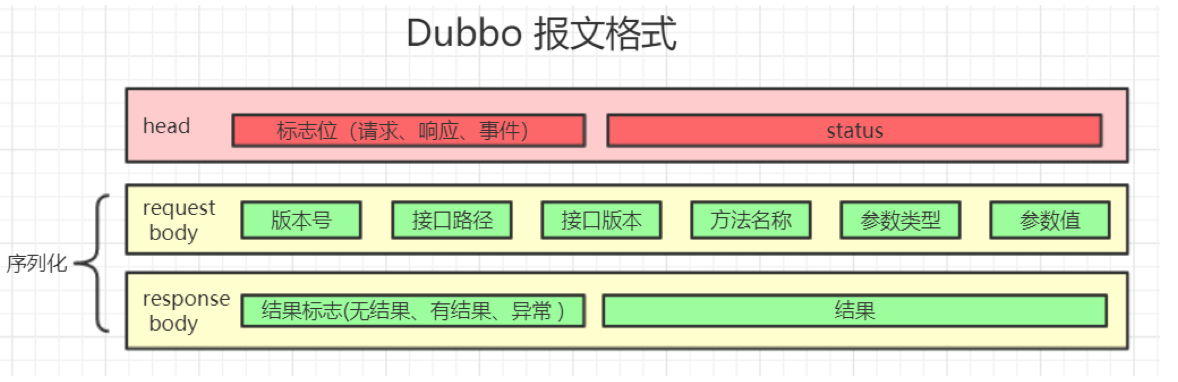 Dubbo 报文格式
head
标志位（请求、响应、事件）
status
request
body
版本号
接口路径
接口版本
方法名称
参数类型
参数值
序列化
response
body
结果标志(无结果、有结果、异常 )
结果